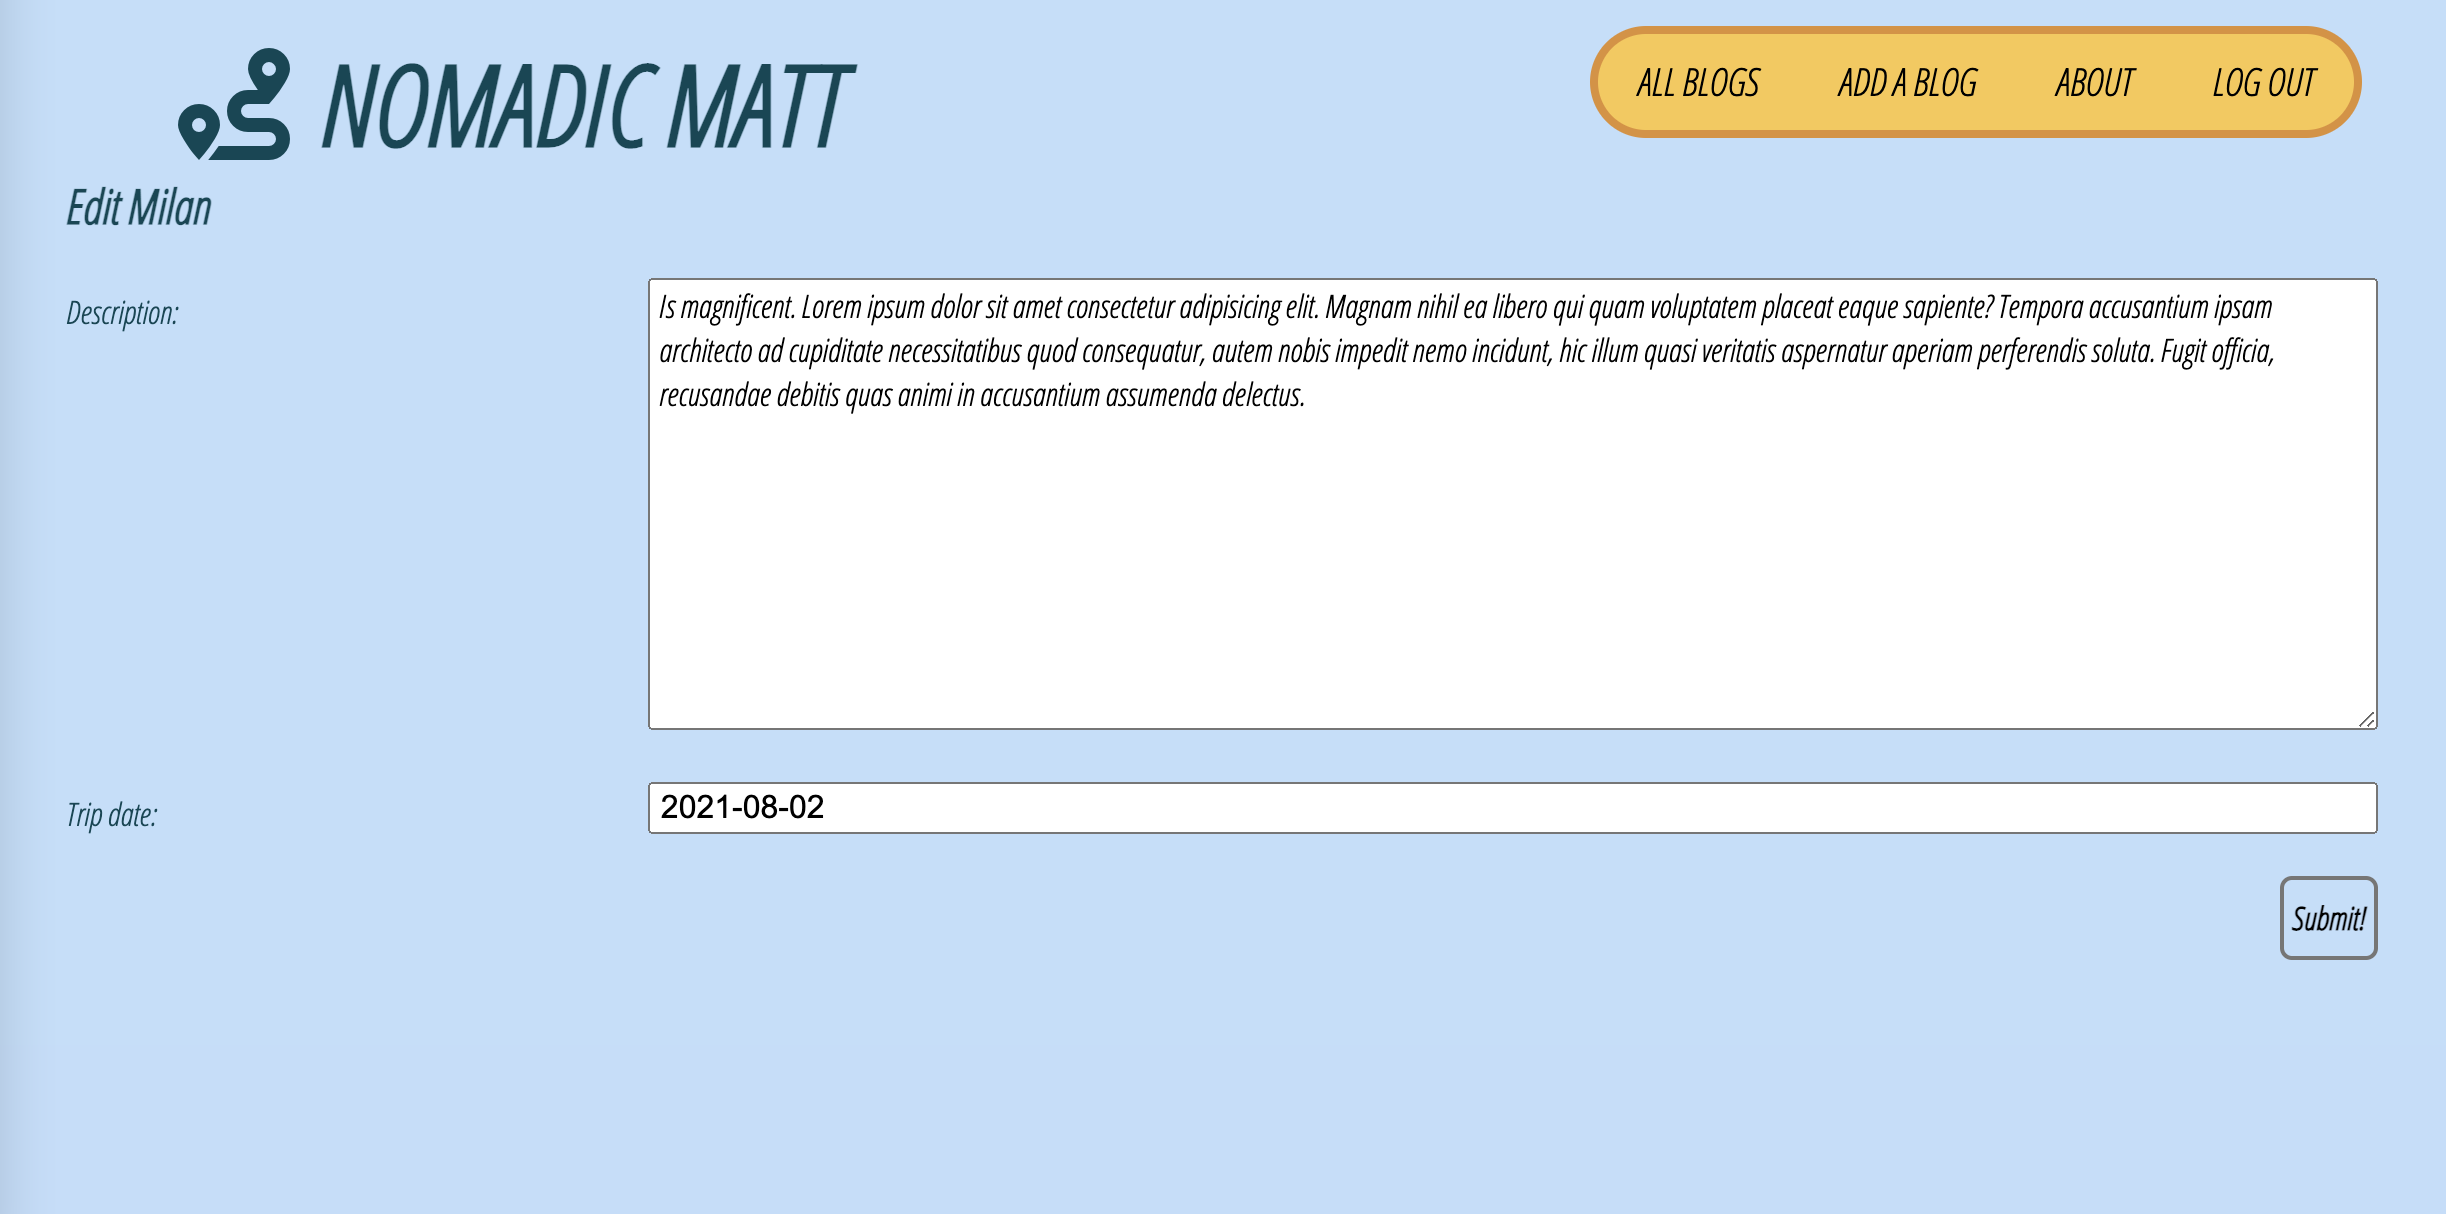 NOMADIC MATT
ALL BLOGS ADD A BLOG ABOUT LOG OUT
Edit Milan
Description:
Is magnificent. Lorem ipsum dolor sit amet consectetur adipisicing elit. Magnam nihil ea libero qui quam voluptatem placeat eaque sapiente? Tempora accusantium ipsam
architecto ad cupiditate necessitatibus quod consequatur, autem nobis impedit nemo incidunt, hic illum quasi veritatis aspernatur aperiam perferendis soluta. Fugit officia,
recusandae debitis quas animi in accusantium assumenda delectus.
Trip date:
2021-08-02
Submit!